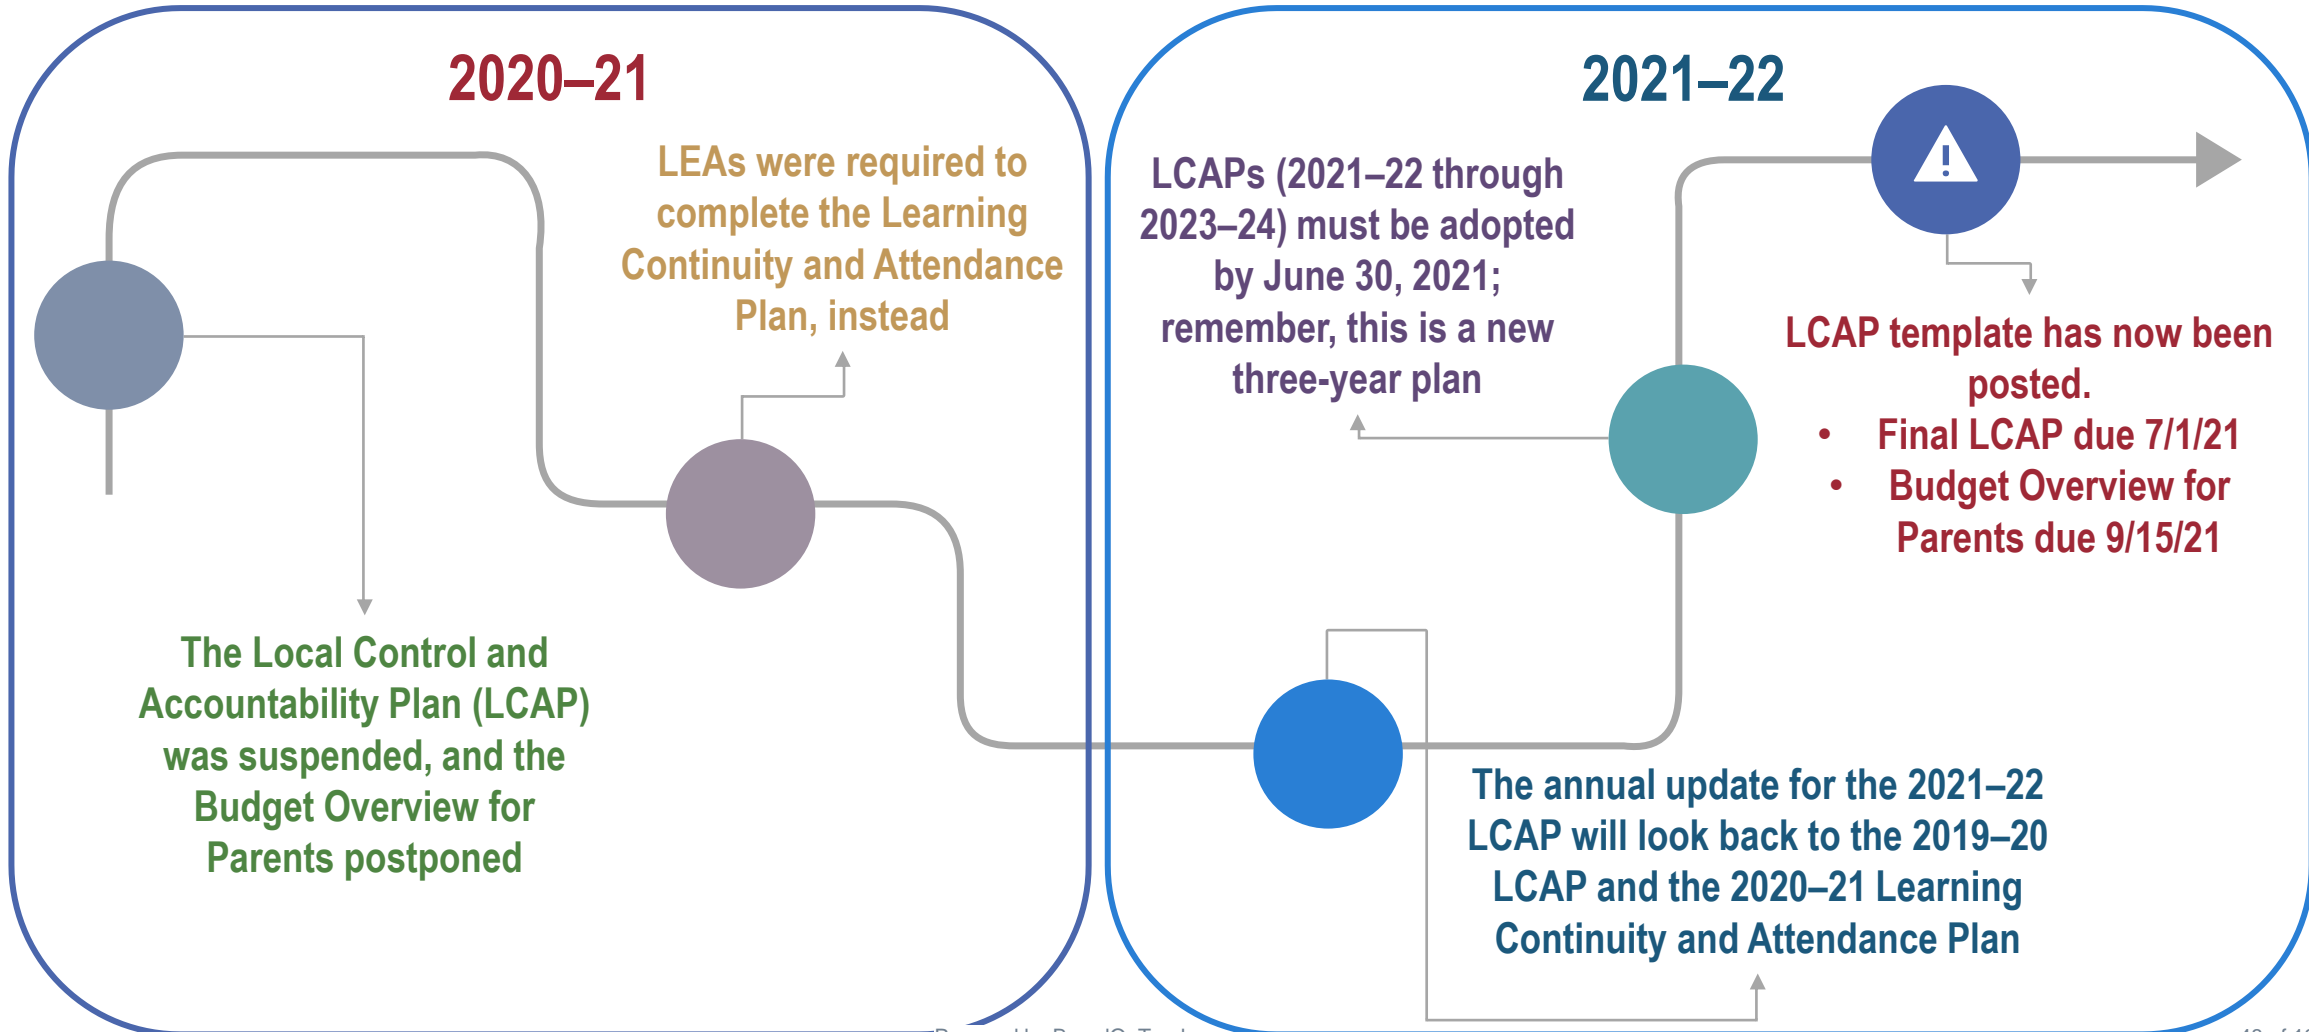 2020–21
LEAs were required to
complete the Learning
Continuity and Attendance
Plan, instead
The Local Control and
Accountability Plan (LCAP)
was suspended, and the
Budget Overview for
Parents postponed
2021–22
LCAPs (2021–22 through
2023–24) must be adopted
by June 30, 2021;
remember, this is a new
three-year plan
LCAP template has now been
posted.
• Final LCAP due 7/1/21
• Budget Overview for
Parents due 9/15/21
The annual update for the 2021–22
LCAP will look back to the 2019–20
LCAP and the 2020–21 Learning
Continuity and Attendance Plan